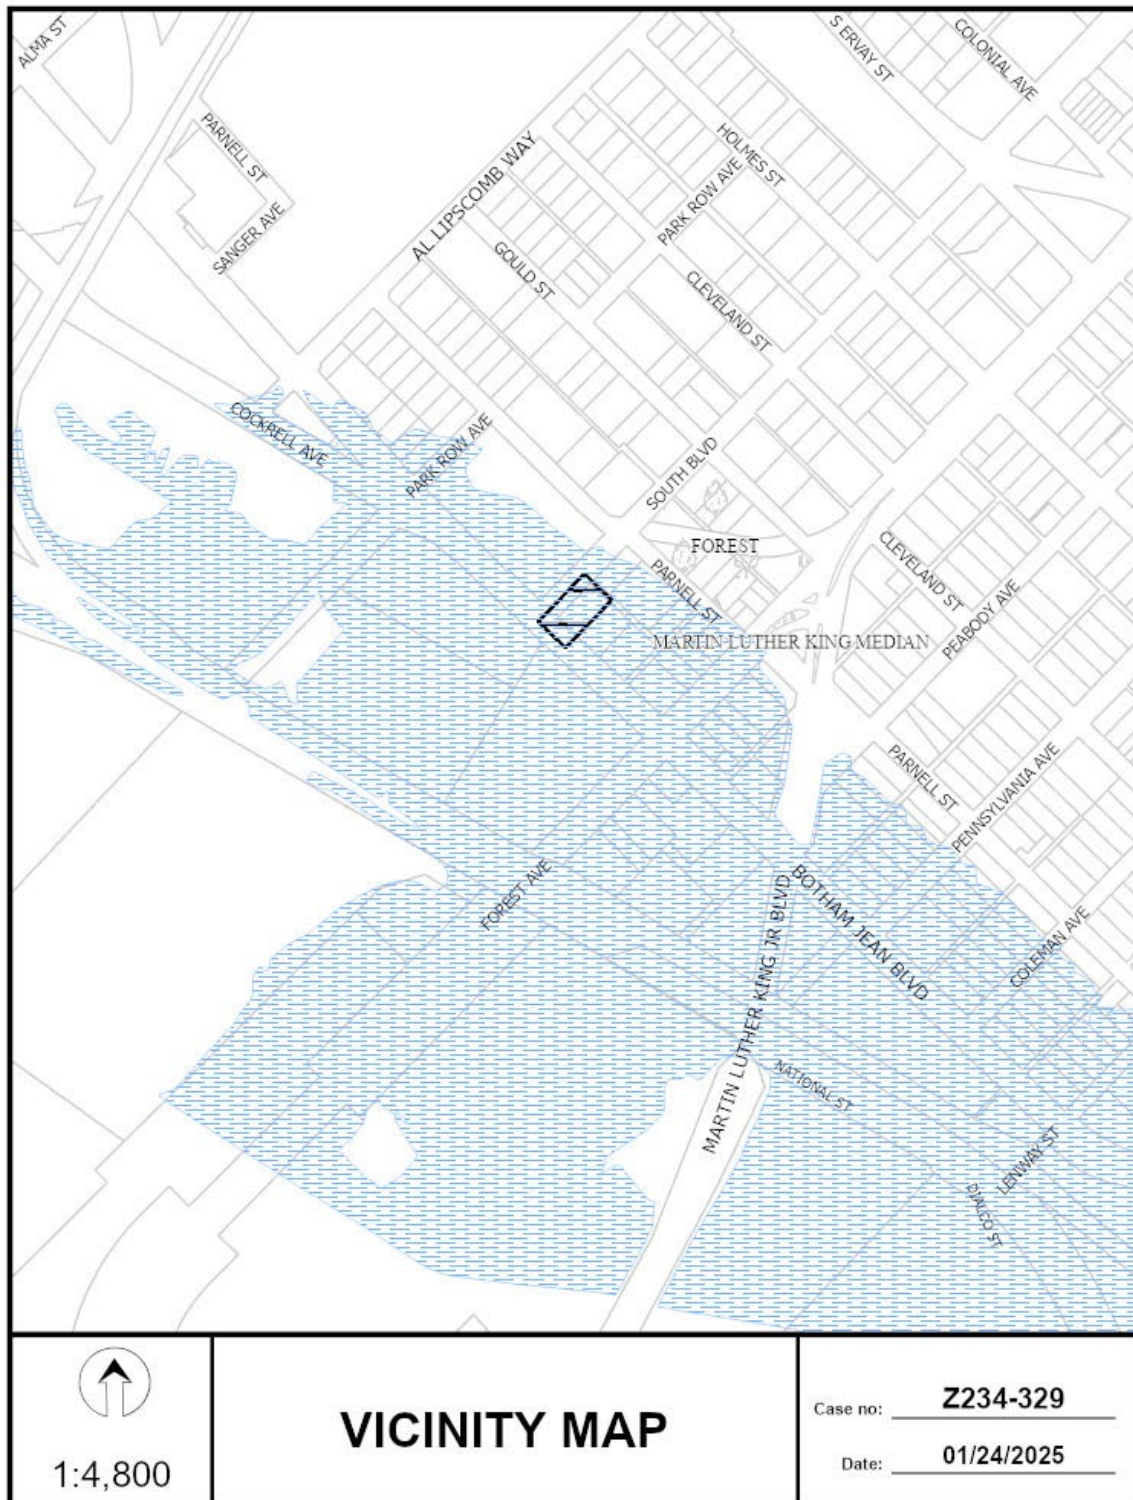 ALMA ST
S ERVAY ST
COLONIAL AVE
PARNELL ST
HOLMES ST
AL LIPSCOMB WAY
PARK ROW AVE
SANGER AVE
GOULD ST
CLEVELAND ST
COCKRELL AVE
PARK ROW AVE
SOUTH BLVD
FOREST
CLEVELAND ST
PARNELL ST
PEABODY AVE
MARTIN LUTHER KING MEDIAN
PARNELL ST
PENNSYLVANIA AVE
FOREST AVE
BOTHAM JEAN BLVD
MARTIN LUTHER KING JR BLVD
COLEMAN AVE
NATIONAL ST
LENWAY ST
DIALCO ST
1:4,800
VICINITY MAP
Case no: Z234-329
Date: 01/24/2025